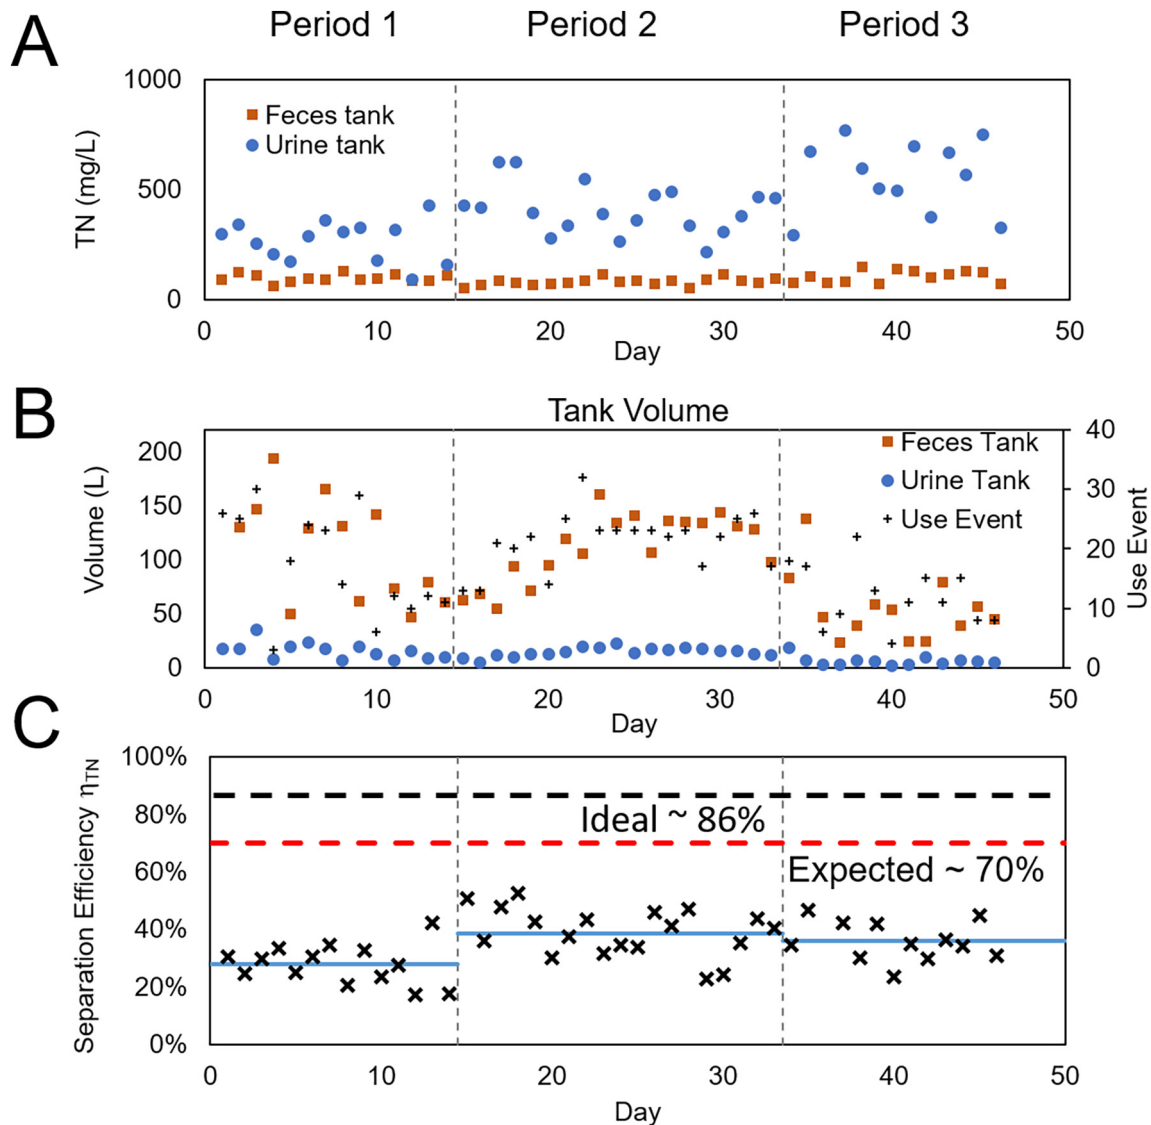 A
Period 1 Period 2 Period 3
TN (mg/L)
1000
500
0
Feces tank
Urine tank
0 10 20 30 40 50
Day
B
Tank Volume
Volume (L)
200
150
100
50
0
Feces Tank
Urine Tank
Use Event
40
30
20
10
0
Use Event
0 10 20 30 40 50
Day
C
Separation Efficiency ηTN
100%
80%
60%
40%
20%
0%
Ideal ~ 86%
Expected ~ 70%
0 10 20 30 40 50
Day